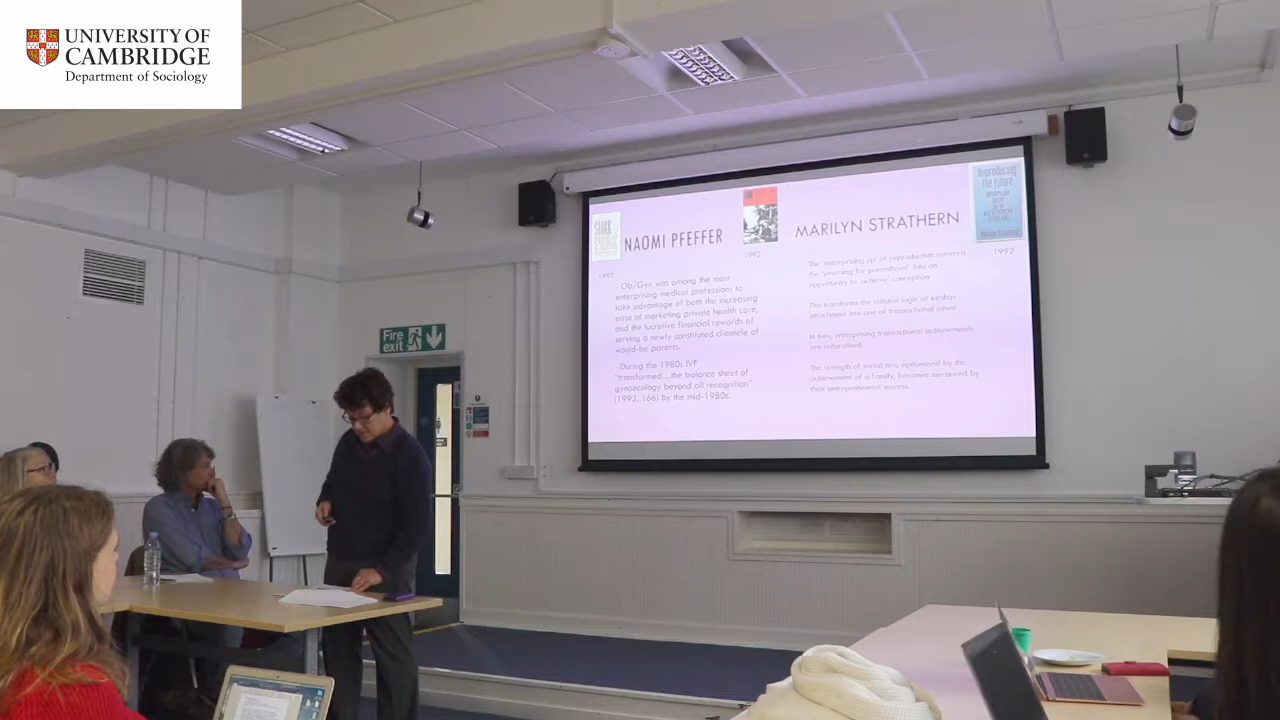 UNIVERSITY OF
CAMBRIDGE
Department of Sociology
NAOMI PFEFFER
1993
Ob/Gyn was among the most
enterprising medical professions to
take advantage of both the increasing
ease of marketing private health care,
and the lucrative financial rewards of
serving a newly constituted clientele of
would-be parents.
During the 1980s IVF
"transformed...the balance sheet of
gynaecology beyond all recognition"
(1993, 166) by the mid-1980s.
1992
MARILYN STRATHERN
Reproducing
the future
Marilyn Strathern
1992
The 'enterprising up' of reproduction converts
the 'yearning for parenthood' into an
opportunity to 'achieve' conception
This transforms the cultural logic of kinship
attachment into one of transactional intent
In turn, enterprising transactional achievements
are naturalised.
The strength of social ties, epitomised by the
achievement of a family, becomes measured by
their entrepreneurial success.
Fire
exit